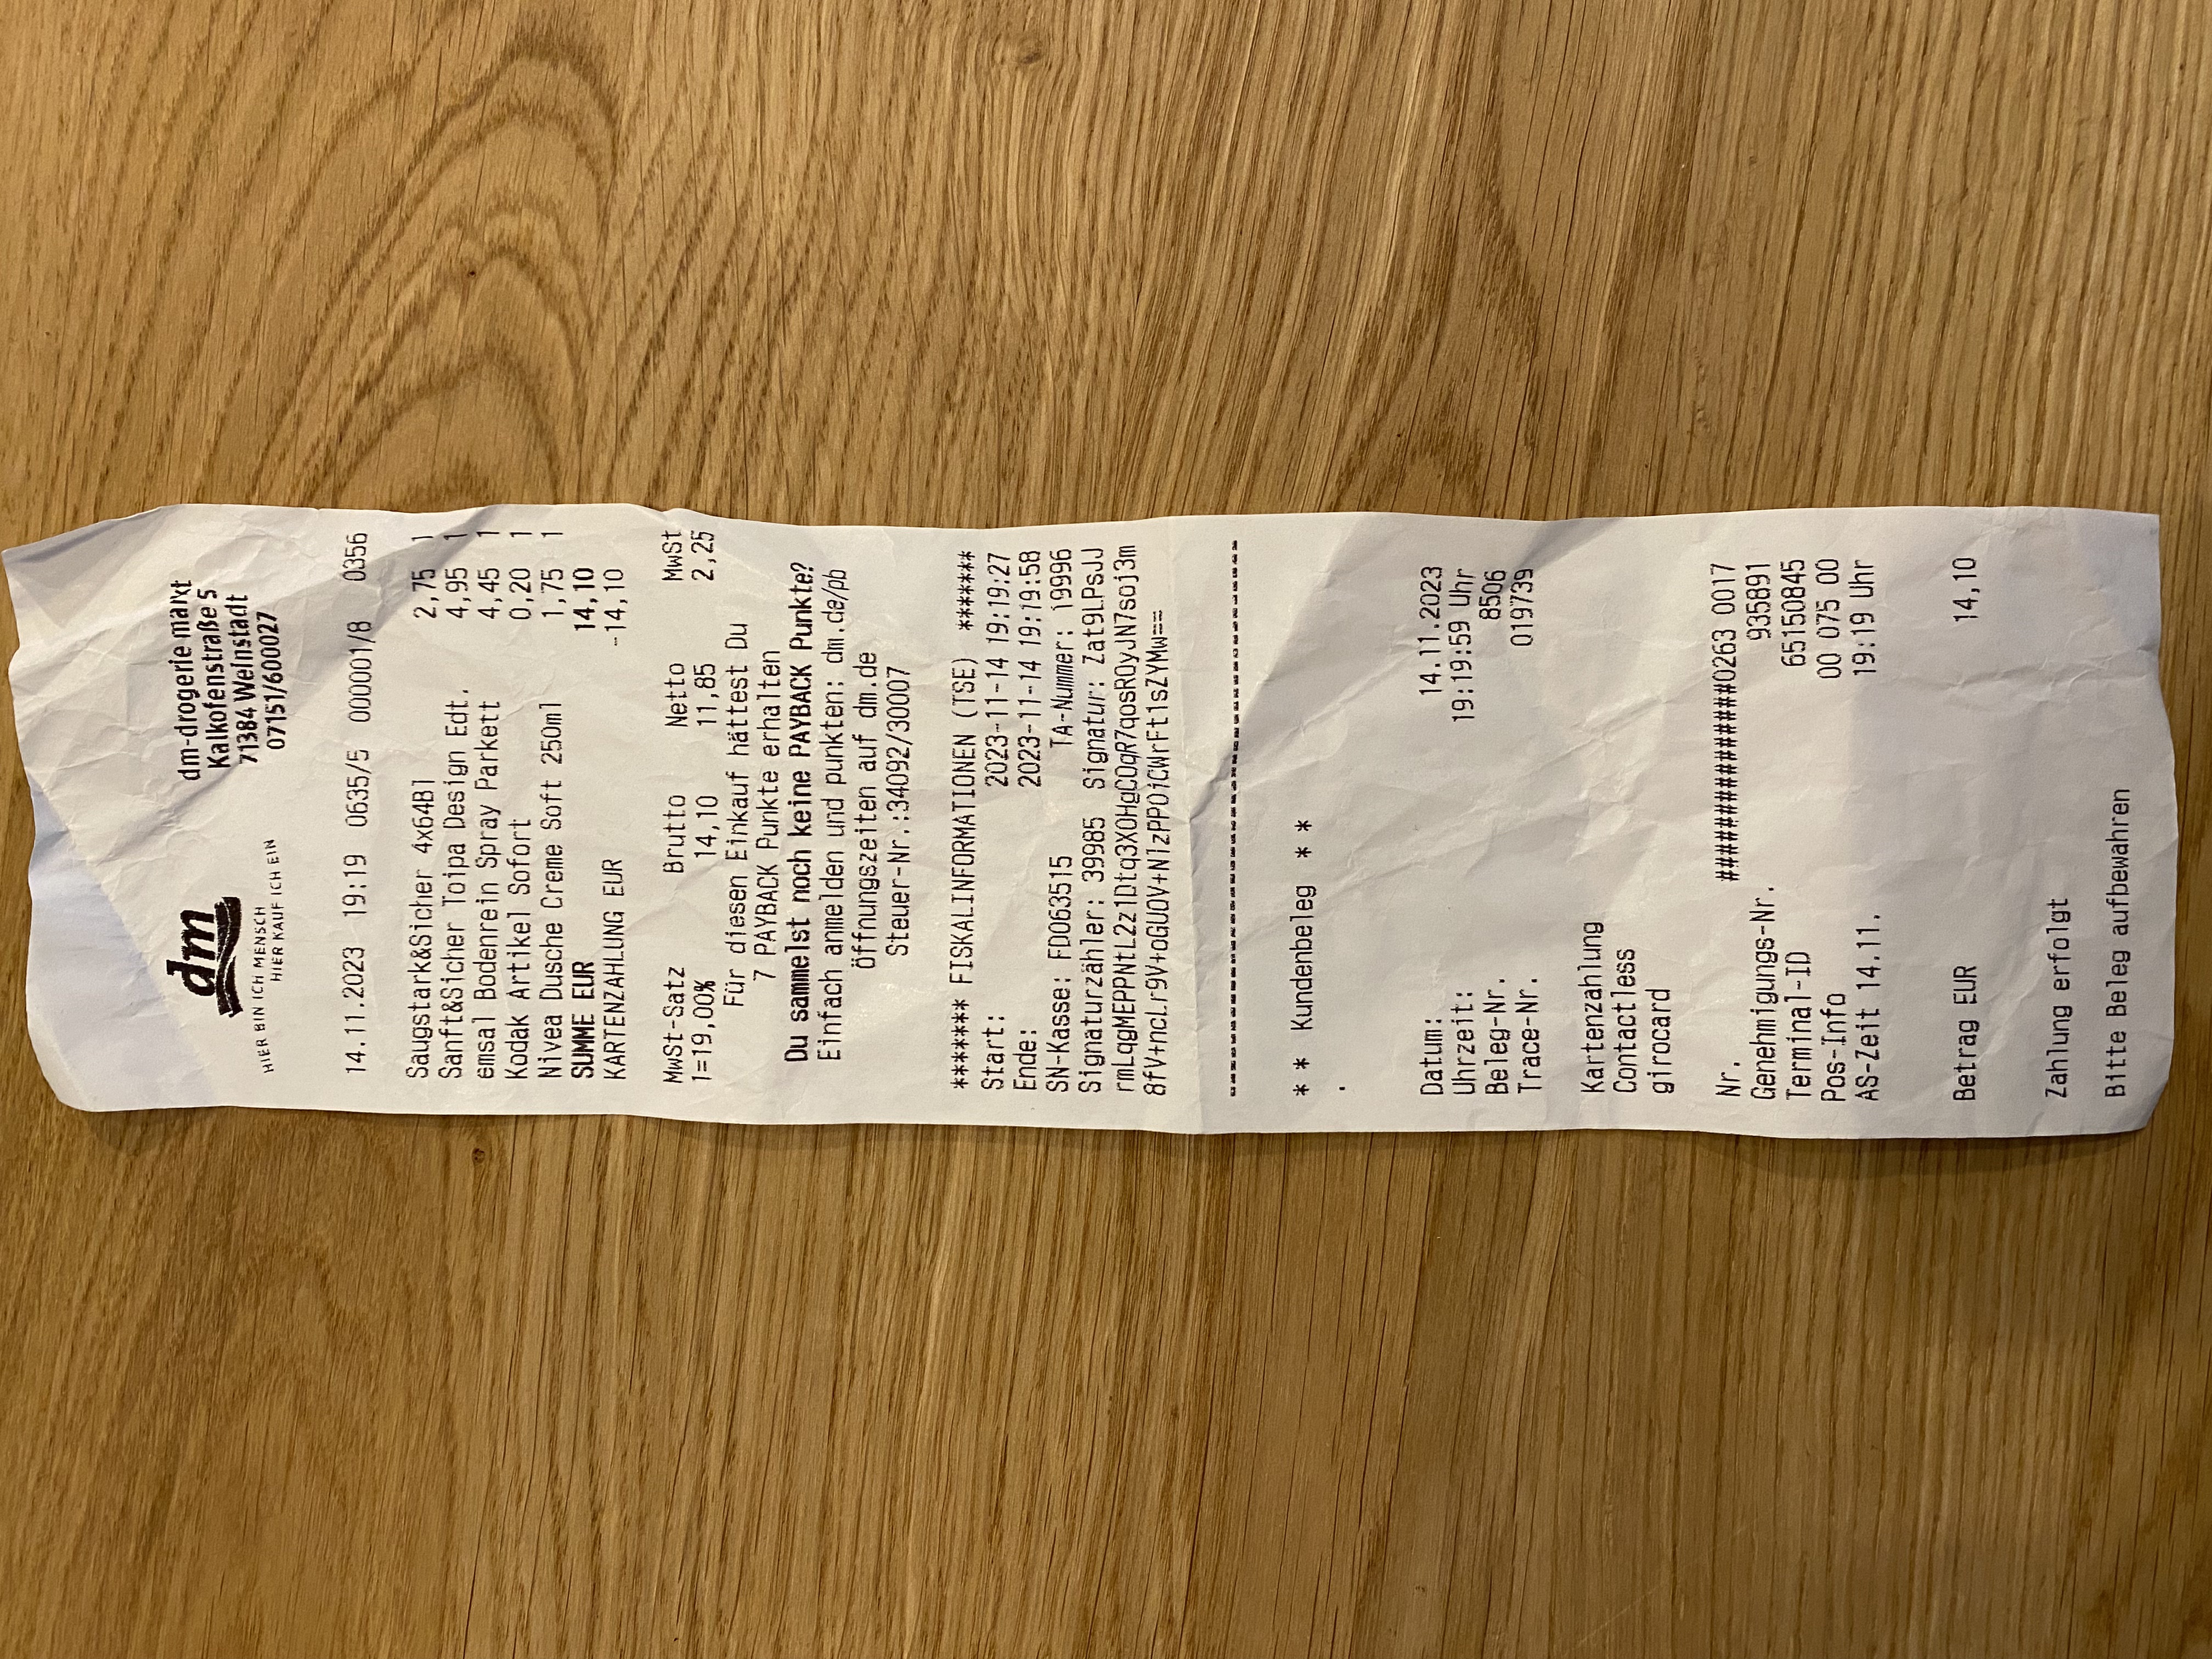 dm
HIER BIN ICH MENSCH
HIER KAUF ICH EIN
dm-drogerie markt
Kalkofenstraße 5
71384 Weinstadt
07151/600027
14.11.2023 19:19 0635/5 000001/8 0356
Saugstark&Sicher 4x64Bl 2,75 1
Sanft&Sicher Toipa Design Edt. 4,95 1
emsal Bodenrein Spray Parkett 4,45 1
Kodak Artikel Sofort 0,20 1
Nivea Dusche Creme Soft 250ml 1,75 1
SUMME EUR 14,10
KARTENZAHLUNG EUR -14,10
MwSt-Satz Brutto Netto MwSt
1=19,00% 14,10 11,85 2,25
Für diesen Einkauf hättest Du
7 PAYBACK Punkte erhalten
Du sammelst noch keine PAYBACK Punkte?
Einfach anmelden und punkten: dm.de/pb
Öffnungszeiten auf dm.de
Steuer-Nr.:34092/30007
******* FISKALINFORMATIONEN (TSE) *******
Start: 2023-11-14 19:19:27
Ende: 2023-11-14 19:19:58
SN-Kasse: FD063515 TA-Nummer: 19996
Signaturzähler: 39985 Signatur: Zat9LPsJJ
rmLqgMEPPNtL2z1Dtq3XOHgCOqR7qosROyJN7soj3m
8fV+ncLr9V+oGUOV+NlzPPOiCWrFt1sZYMw==
** Kundenbeleg **
.
Datum: 14.11.2023
Uhrzeit: 19:19:59 Uhr
Beleg-Nr. 8506
Trace-Nr. 019739
Kartenzahlung
Contactless
girocard
Nr. ###############0263 0017
Genehmigungs-Nr. 935891
Terminal-ID 65150845
Pos-Info 00 075 00
AS-Zeit 14.11. 19:19 Uhr
Betrag EUR 14,10
Zahlung erfolgt
Bitte Beleg aufbewahren